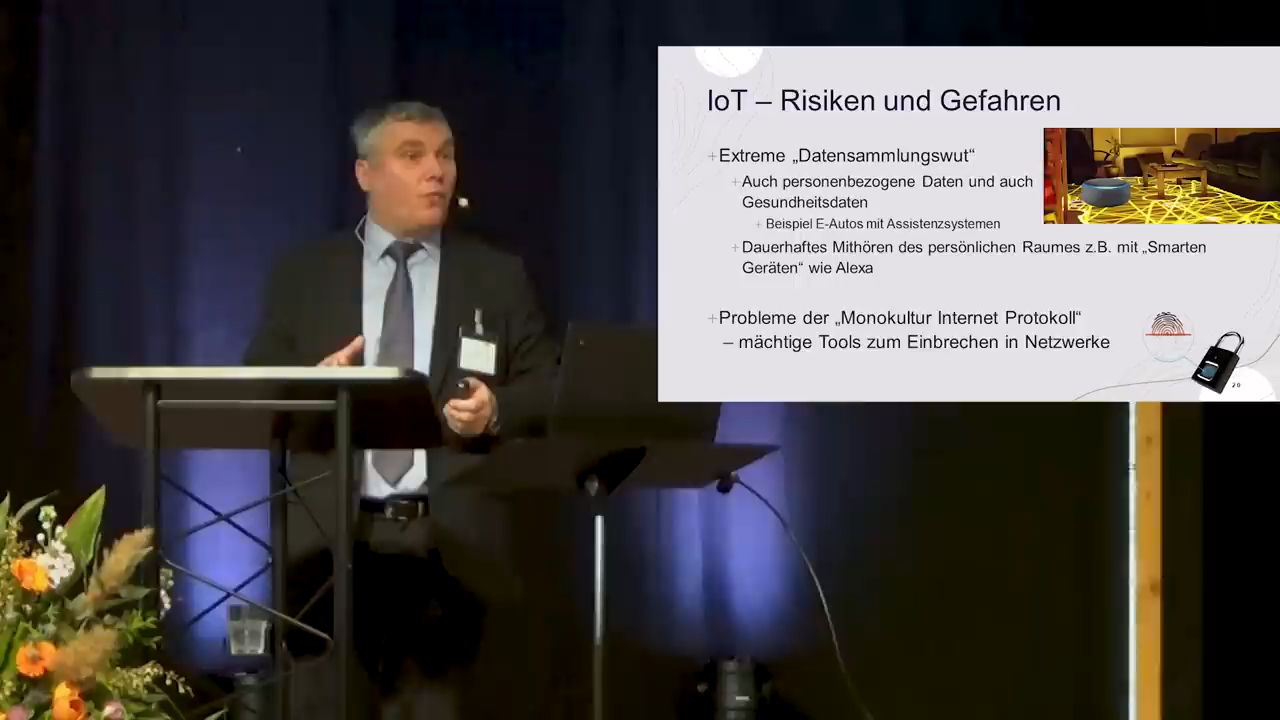 IoT – Risiken und Gefahren
Extreme „Datensammlungswut“
Auch personenbezogene Daten und auch
Gesundheitsdaten
Beispiel E-Autos mit Assistenzsystemen
Dauerhaftes Mithören des persönlichen Raumes z.B. mit „Smarten
Geräten“ wie Alexa
Probleme der „Monokultur Internet Protokoll“
– mächtige Tools zum Einbrechen in Netzwerke
20